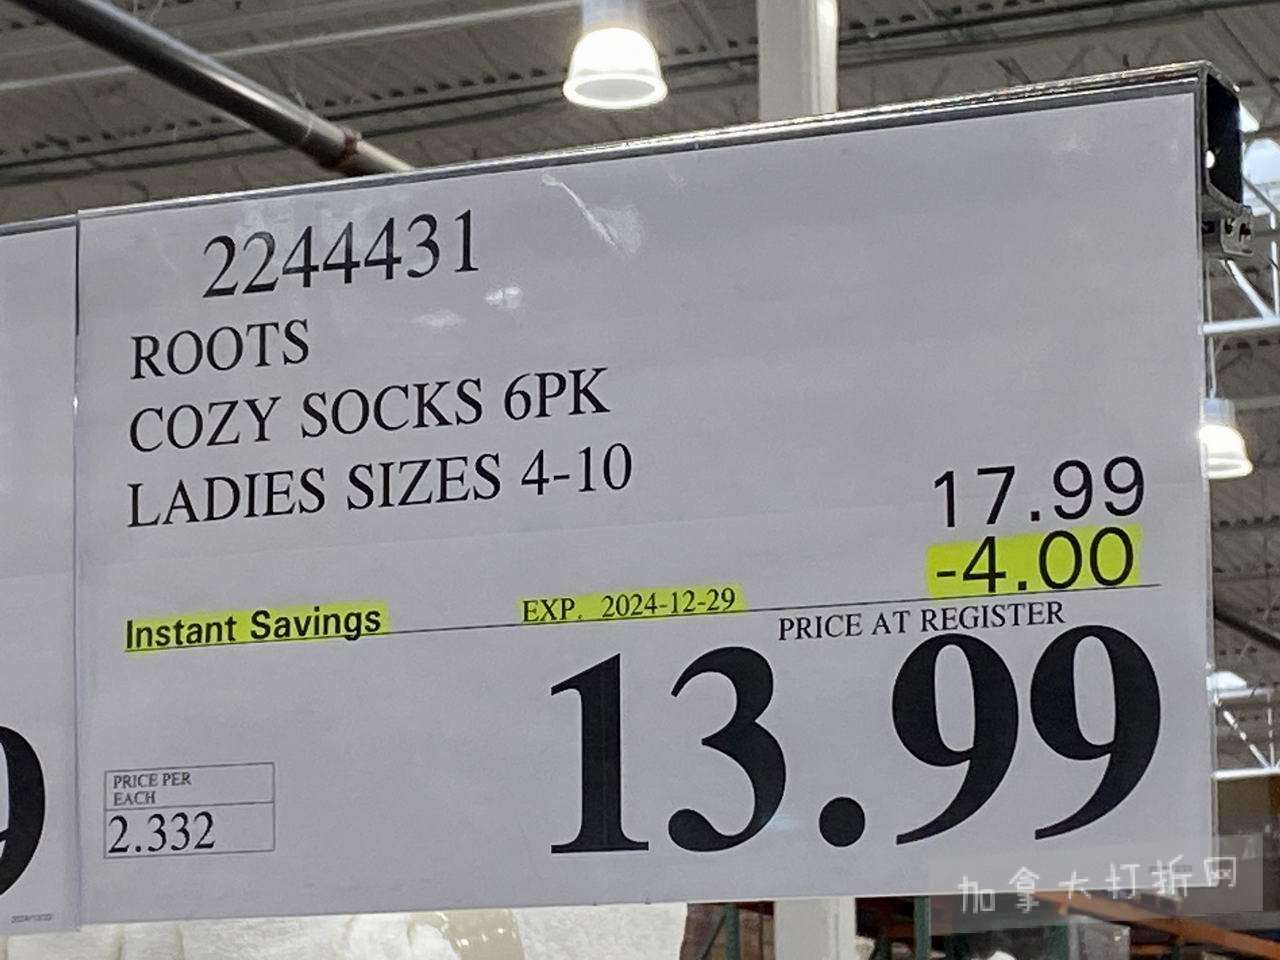 2244431
ROOTS
COZY SOCKS 6PK
LADIES SIZES 4-10
17.99
-4.00
Instant Savings EXP. 2024-12-29
PRICE AT REGISTER
13.99
PRICE PER
EACH
2.332
9
加拿大打折网